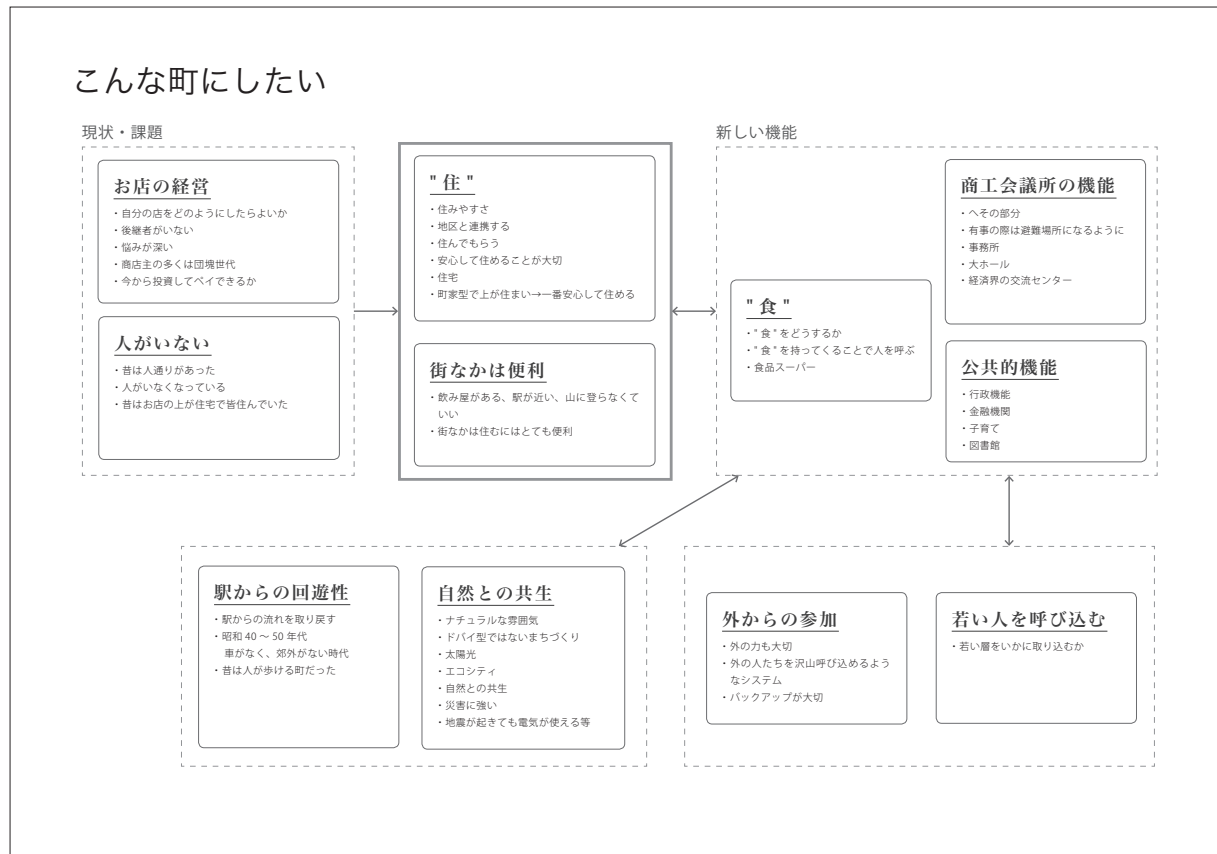 こんな町にしたい
現状・課題
お店の経営
・自分の店をどのようにしたらよいか
・後継者がいない
・悩みが深い
・商店主の多くは団塊世代
・今から投資してペイできるか
人がいない
・昔は人通りがあった
・人がいなくなっている
・昔はお店の上が住宅で皆住んでいた
"住"
・住みやすさ
・地区と連携する
・住んでもらう
・安心して住めることが大切
・住宅
・町家型で上が住まい→一番安心して住める
街なかは便利
・飲み屋がある、駅が近い、山に登らなくて
いい
・街なかは住むにはとても便利
新しい機能
"食"
・"食"をどうするか
・"食"を持ってくることで人を呼ぶ
・食品スーパー
商工会議所の機能
・へその部分
・有事の際は避難場所になるように
・事務所
・大ホール
・経済界の交流センター
公共的機能
・行政機能
・金融機関
・子育て
・図書館
駅からの回遊性
・駅からの流れを取り戻す
・昭和 40 〜 50 年代
車がなく、郊外がない時代
・昔は人が歩ける町だった
自然との共生
・ナチュラルな雰囲気
・ドバイ型ではないまちづくり
・太陽光
・エコシティ
・自然との共生
・災害に強い
・地震が起きても電気が使える等
外からの参加
・外の力も大切
・外の人たちを沢山呼び込めるよう
なシステム
・バックアップが大切
若い人を呼び込む
・若い層をいかに取り込むか